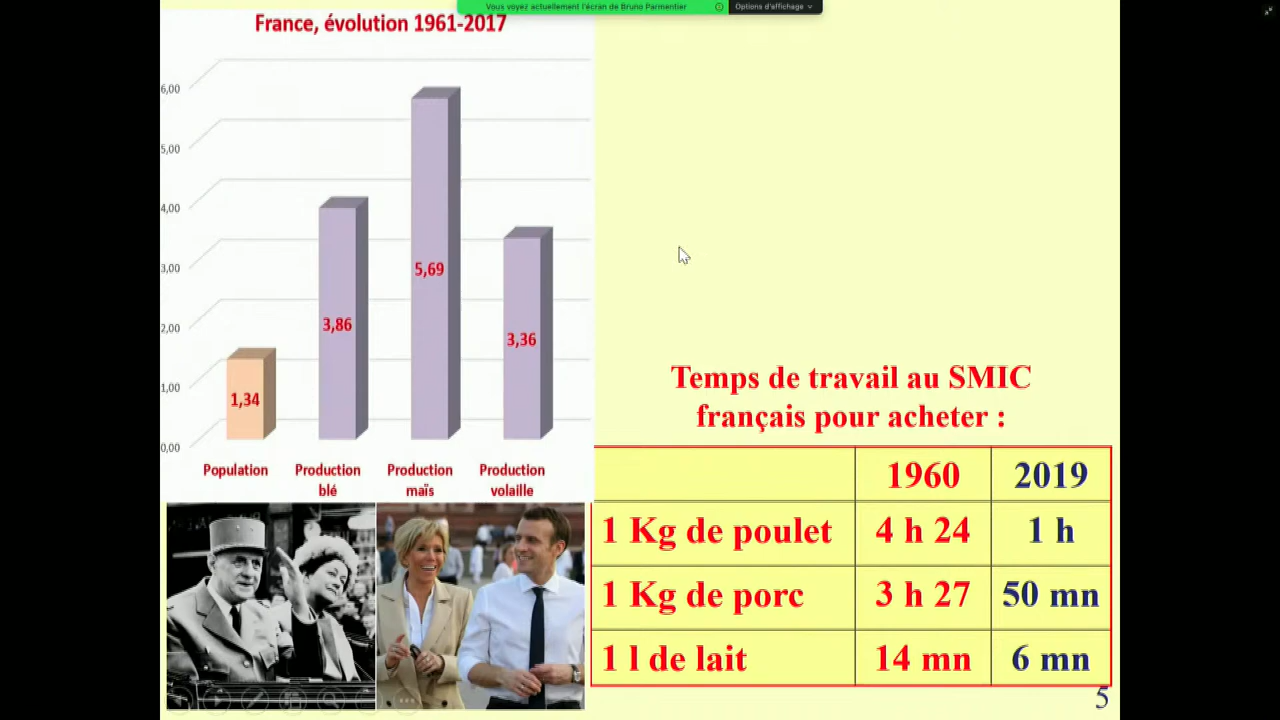 Vous voyez actuellement l'écran de Bruno Parmentier
Options d'affichage
France, évolution 1961-2017
6,00
5,00
4,00
3,00
2,00
1,00
0,00
1,34
3,86
5,69
3,36
Population
Production blé
Production maïs
Production volaille
Temps de travail au SMIC
français pour acheter :
1960 2019
1 Kg de poulet 4 h 24 1 h
1 Kg de porc 3 h 27 50 mn
1 l de lait 14 mn 6 mn
5